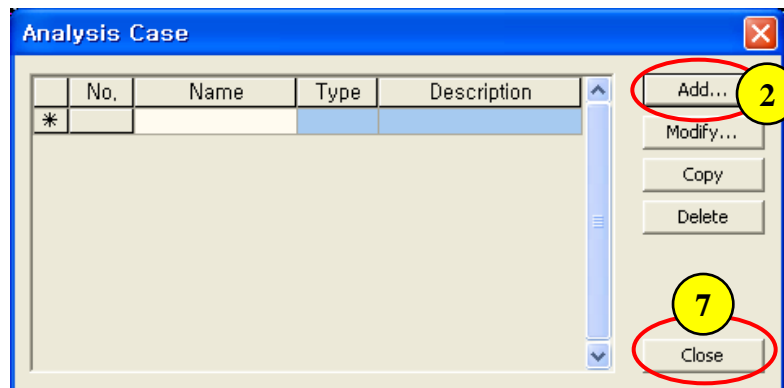 Analysis Case
No. Name Type Description
*
Add...
2
Modify...
Copy
Delete
7
Close